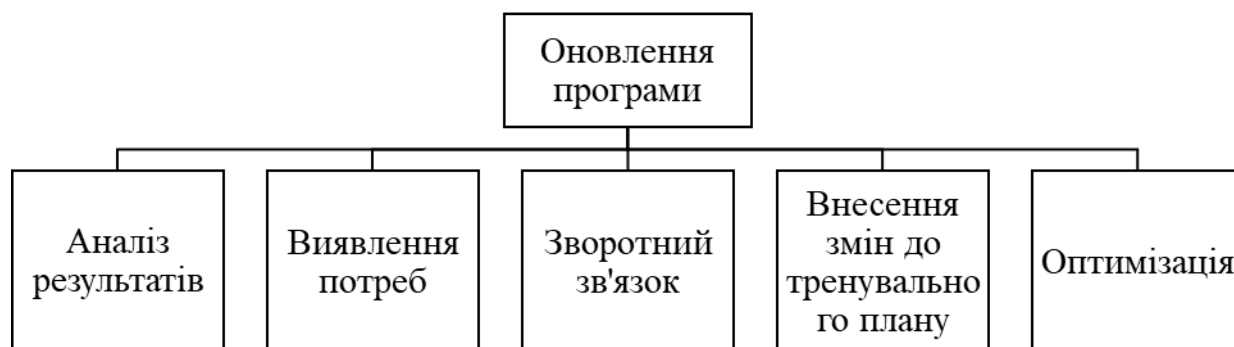 Оновлення
програми
Аналіз
результатів
Виявлення
потреб
Зворотний
зв'язок
Внесення
змін до
тренувально
го плану
Оптимізація